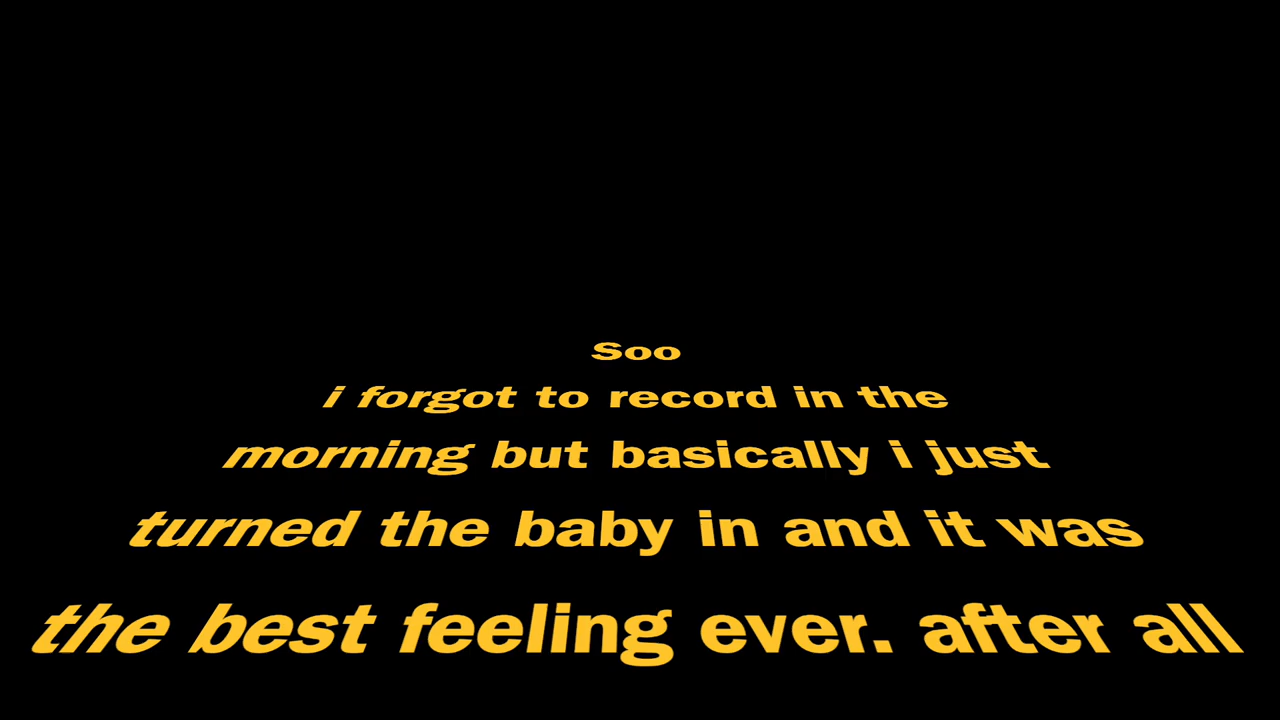 Soo
i forgot to record in the
morning but basically i just
turned the baby in and it was
the best feeling ever. after all